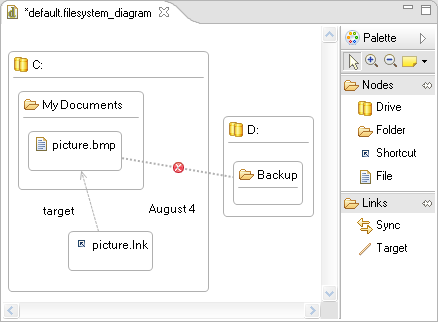 *default.filesystem_diagram
C:
My Documents
picture.bmp
D:
Backup
target
August 4
picture.lnk
Palette
Nodes
Drive
Folder
Shortcut
File
Links
Sync
Target